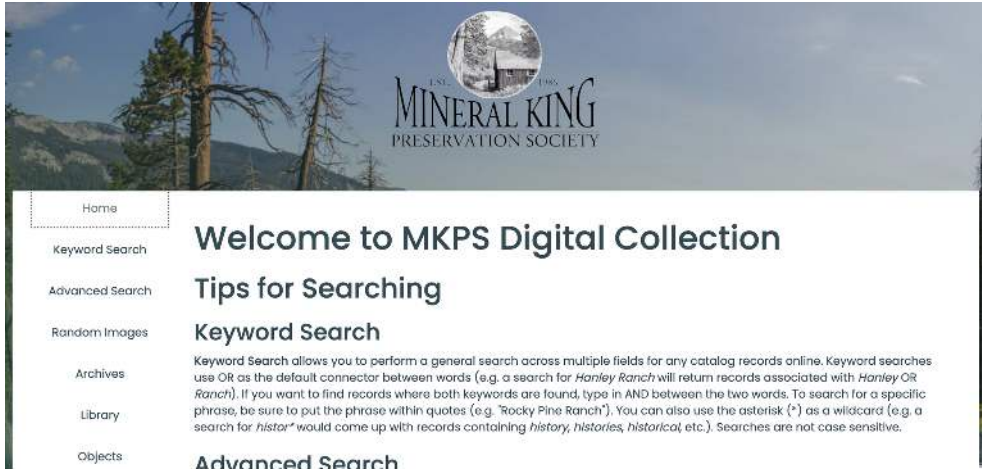 EST. 1985
MINERAL KING
PRESERVATION SOCIETY
Home
Keyword Search
Advanced Search
Random Images
Archives
Library
Objects
Welcome to MKPS Digital Collection
Tips for Searching
Keyword Search
Keyword Search allows you to perform a general search across multiple fields for any catalog records online. Keyword searches
use OR as the default connector between words (e.g. a search for Hanley Ranch will return records associated with Hanley OR
Ranch). If you want to find records where both keywords are found, type in AND between the two words. To search for a specific
phrase, be sure to put the phrase within quotes (e.g. "Rocky Pine Ranch"). You can also use the asterisk (*) as a wildcard (e.g. a
search for histor* would come up with records containing history, histories, historical, etc.). Searches are not case sensitive.
Advanced Search